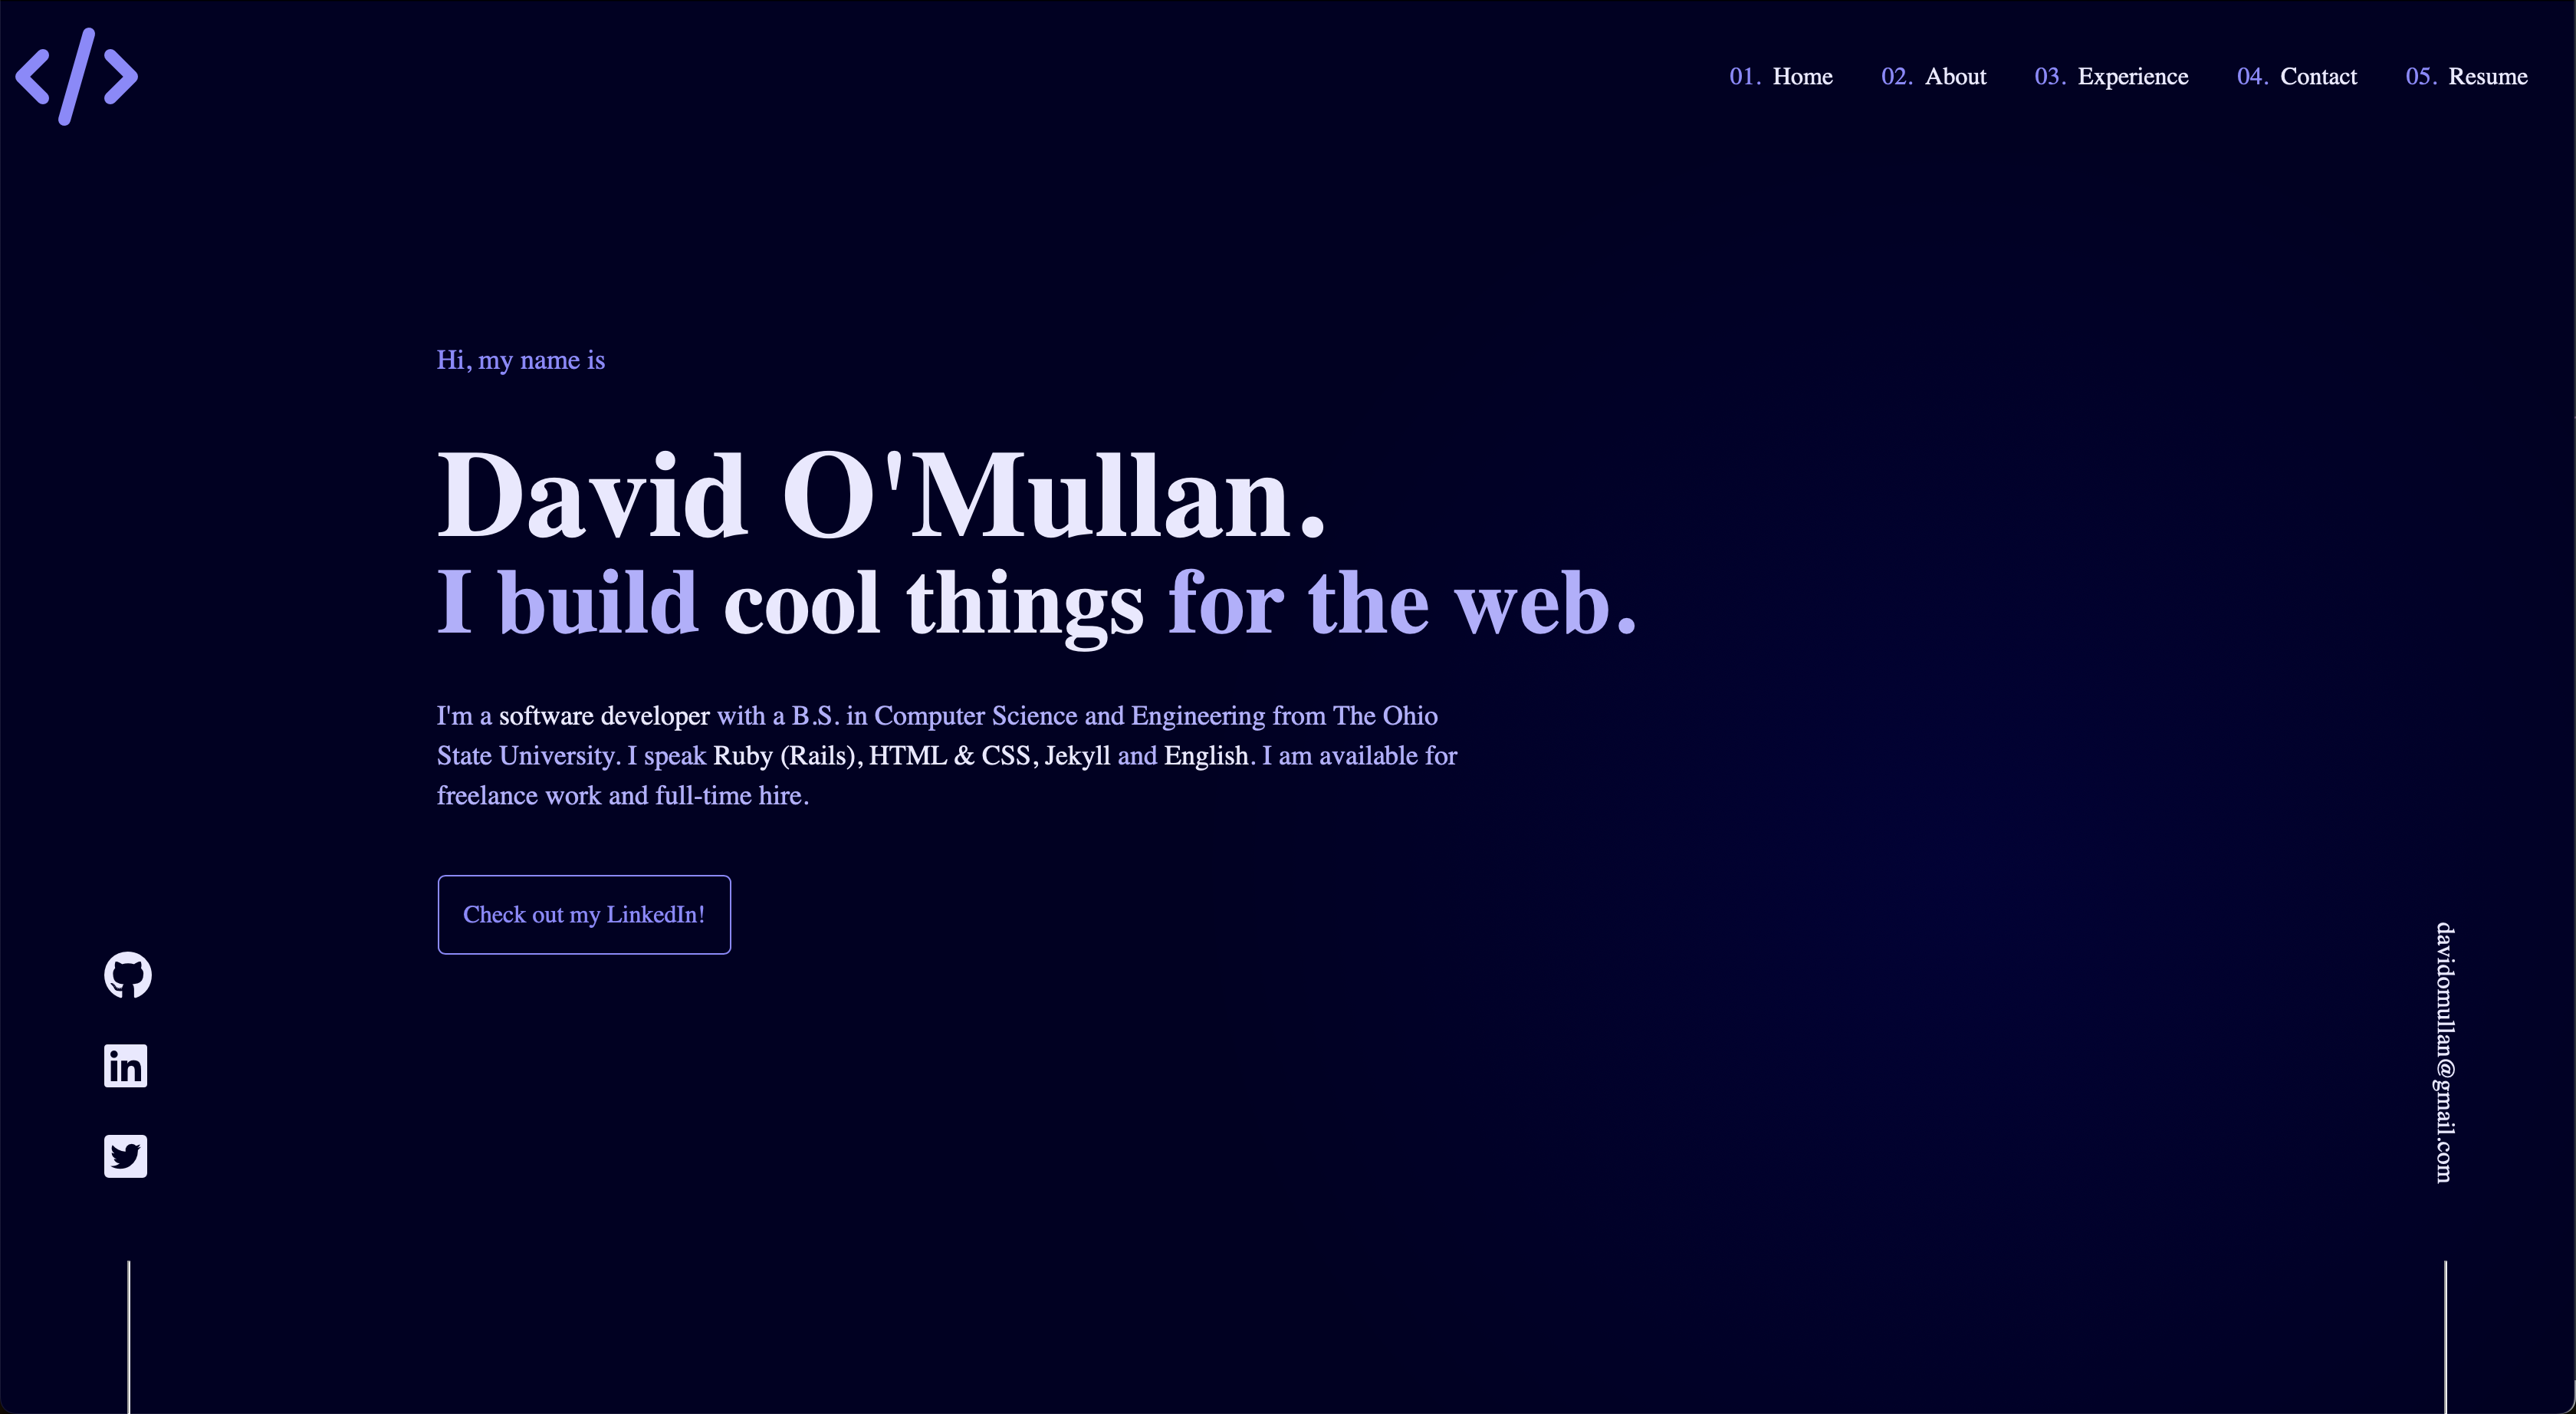 </>
01. Home 02. About 03. Experience 04. Contact 05. Resume
Hi, my name is
David O'Mullan.
I build cool things for the web.
I'm a software developer with a B.S. in Computer Science and Engineering from The Ohio
State University. I speak Ruby (Rails), HTML & CSS, Jekyll and English. I am available for
freelance work and full-time hire.
Check out my LinkedIn!
in
davidomullan@gmail.com